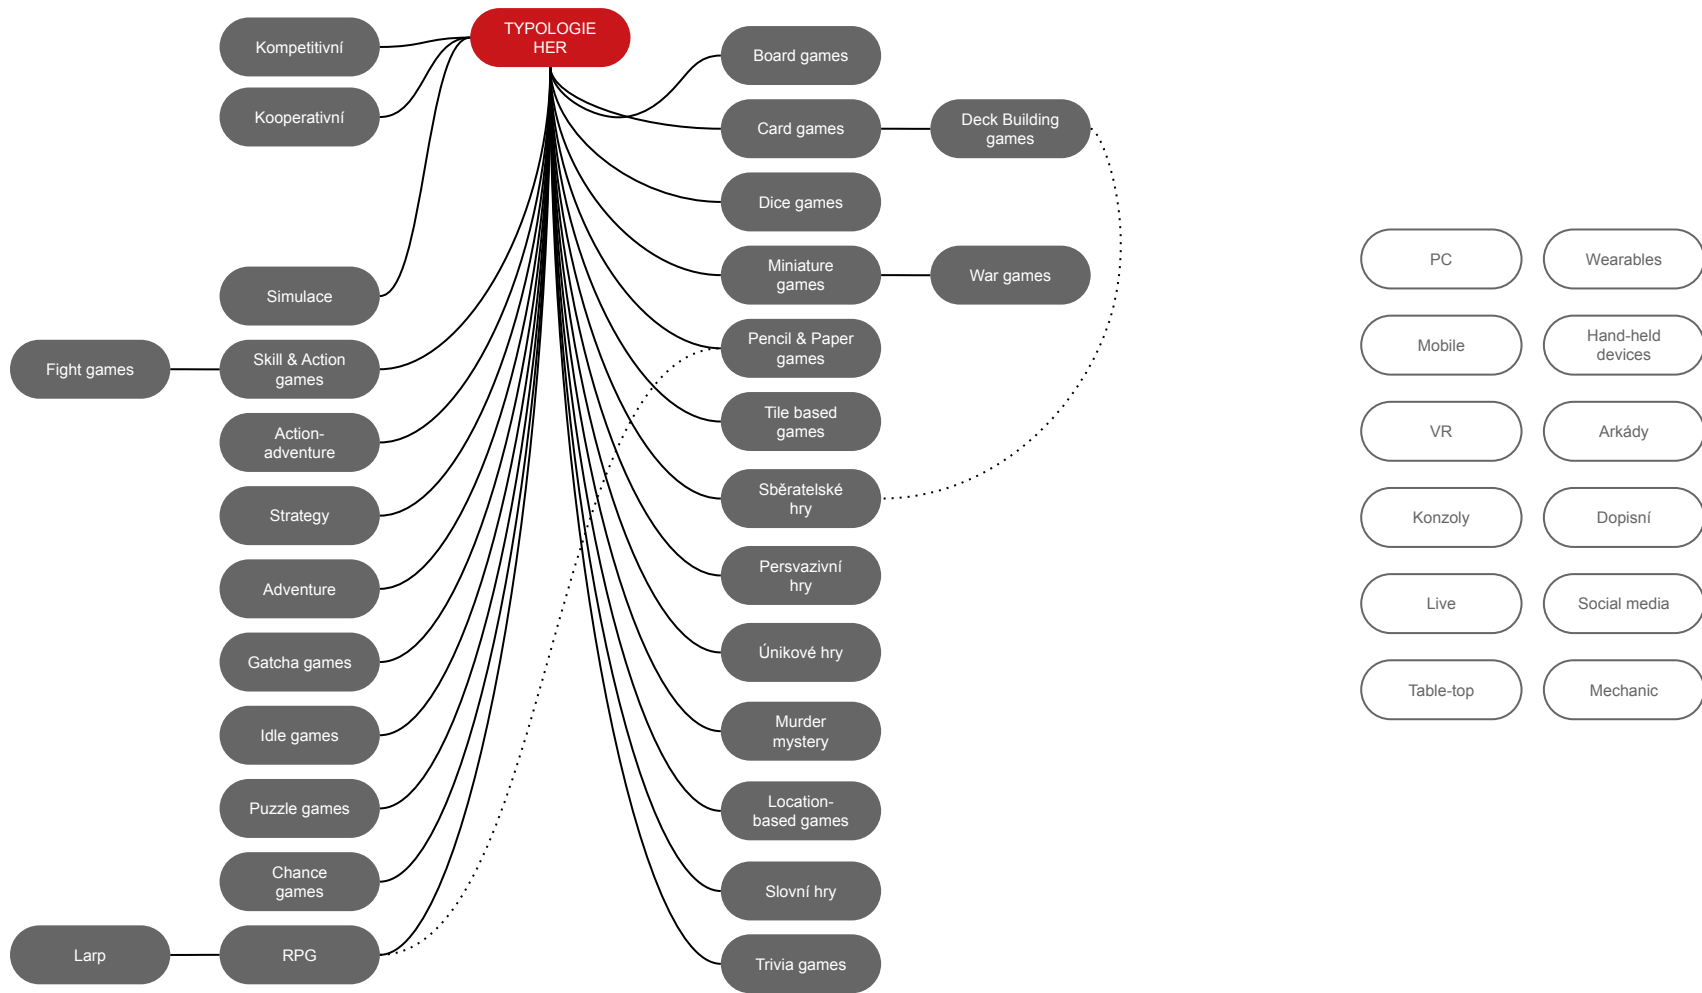 TYPOLOGIE
HER
Kompetitivní
Kooperativní
Simulace
Fight games
Skill & Action
games
Action-
adventure
Strategy
Adventure
Gatcha games
Idle games
Puzzle games
Chance
games
Larp
RPG
Board games
Card games
Deck Building
games
Dice games
Miniature
games
War games
Pencil & Paper
games
Tile based
games
Sběratelské
hry
Persvazivní
hry
Únikové hry
Murder
mystery
Location-
based games
Slovní hry
Trivia games
PC
Wearables
Mobile
Hand-held
devices
VR
Arkády
Konzoly
Dopisní
Live
Social media
Table-top
Mechanic